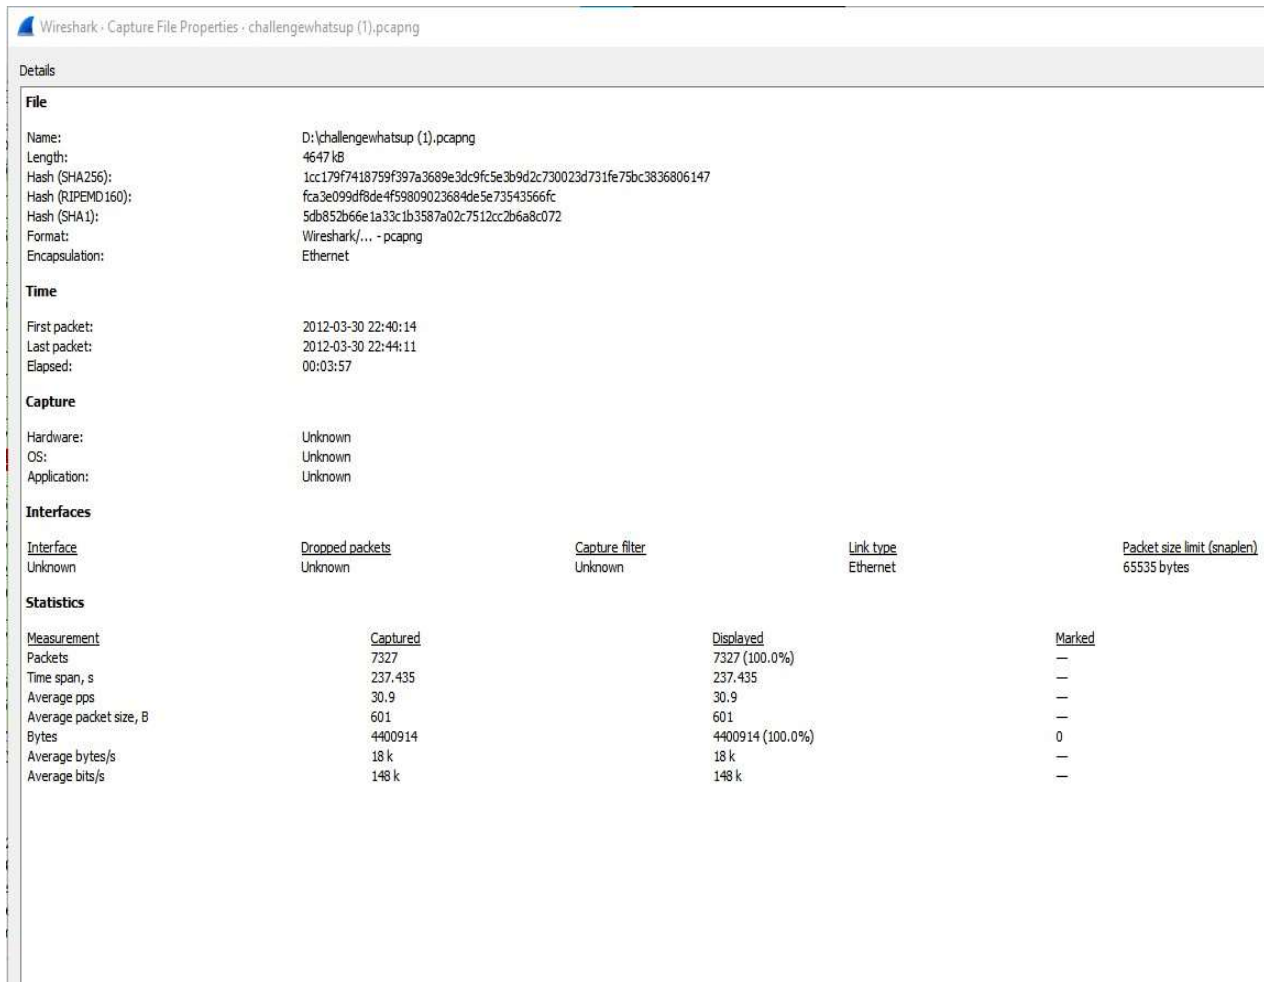 Wireshark · Capture File Properties · challengewhatsup (1).pcapng
Details
File
Name: D:\challengewhatsup (1).pcapng
Length: 4647 kB
Hash (SHA256): 1cc179f7418759f397a3689e3dc9fc5e3b9d2c730023d731fe75bc3836806147
Hash (RIPEMD160): fca3e099df8de4f59809023684de5e73543566fc
Hash (SHA1): 5db852b66e1a33c1b3587a02c7512cc2b6a8c072
Format: Wireshark/... - pcapng
Encapsulation: Ethernet
Time
First packet: 2012-03-30 22:40:14
Last packet: 2012-03-30 22:44:11
Elapsed: 00:03:57
Capture
Hardware: Unknown
OS: Unknown
Application: Unknown
Interfaces
Interface Dropped packets Capture filter Link type Packet size limit (snaplen)
Unknown Unknown Unknown Ethernet 65535 bytes
Statistics
Measurement Captured Displayed Marked
Packets 7327 7327 (100.0%) —
Time span, s 237.435 237.435 —
Average pps 30.9 30.9 —
Average packet size, B 601 601 —
Bytes 4400914 4400914 (100.0%) 0
Average bytes/s 18 k 18 k —
Average bits/s 148 k 148 k —